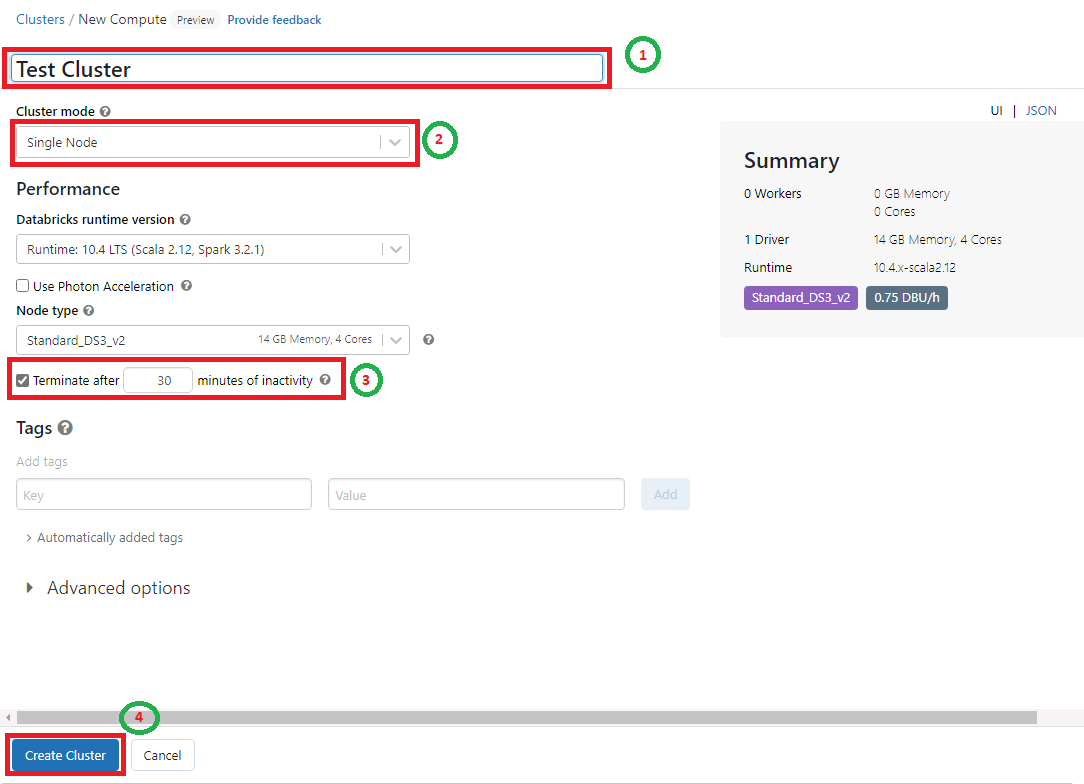 Clusters / New Compute Preview Provide feedback
Test Cluster
1
Cluster mode
UI | JSON
Single Node
2
Performance
Databricks runtime version
Runtime: 10.4 LTS (Scala 2.12, Spark 3.2.1)
Use Photon Acceleration
Node type
Standard_DS3_v2 14 GB Memory, 4 Cores
Terminate after 30 minutes of inactivity
3
Summary
0 Workers 0 GB Memory
0 Cores
1 Driver 14 GB Memory, 4 Cores
Runtime 10.4.x-scala2.12
Standard_DS3_v2 0.75 DBU/h
Tags
Add tags
Key Value Add
Automatically added tags
Advanced options
4
Create Cluster Cancel